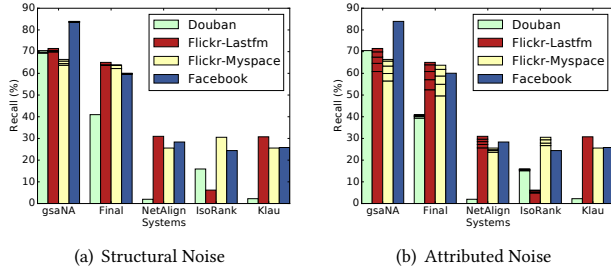 90
80
70
60
50
40
30
20
10
0
Recall (%)
Douban
Flickr-Lastfm
Flickr-Myspace
Facebook
gsaNA Final NetAlign IsoRank Klau
Systems
(a) Structural Noise
90
80
70
60
50
40
30
20
10
0
Recall (%)
Douban
Flickr-Lastfm
Flickr-Myspace
Facebook
gsaNA Final NetAlign IsoRank Klau
Systems
(b) Attributed Noise